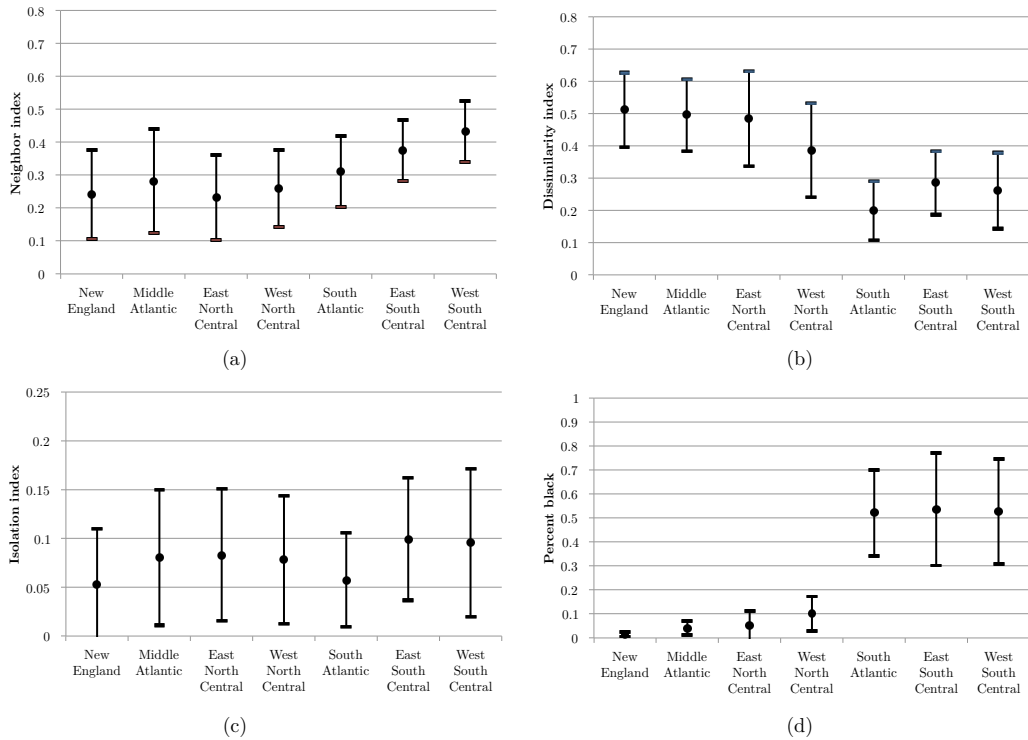 0.8
0.7
0.6
0.5
0.4
0.3
0.2
0.1
0
Neighbor index
New
England
Middle
Atlantic
East
North
Central
West
North
Central
South
Atlantic
East
South
Central
West
South
Central
(a)
0.8
0.7
0.6
0.5
0.4
0.3
0.2
0.1
0
Dissimilarity index
New
England
Middle
Atlantic
East
North
Central
West
North
Central
South
Atlantic
East
South
Central
West
South
Central
(b)
0.25
0.2
0.15
0.1
0.05
0
Isolation index
New
England
Middle
Atlantic
East
North
Central
West
North
Central
South
Atlantic
East
South
Central
West
South
Central
(c)
1
0.9
0.8
0.7
0.6
0.5
0.4
0.3
0.2
0.1
0
Percent black
New
England
Middle
Atlantic
East
North
Central
West
North
Central
South
Atlantic
East
South
Central
West
South
Central
(d)